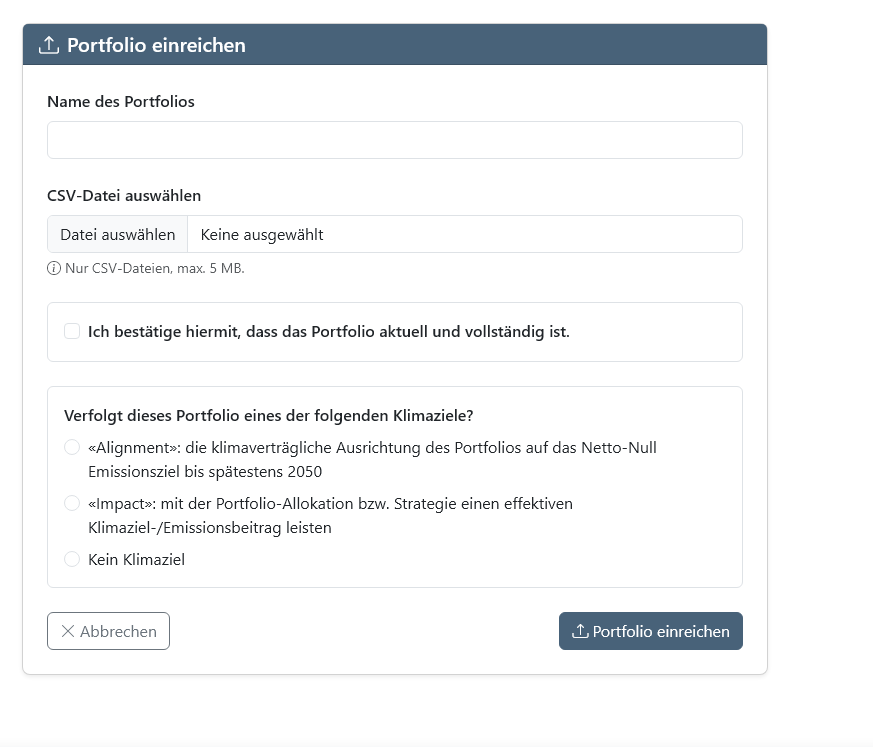 Portfolio einreichen
Name des Portfolios
CSV-Datei auswählen
Datei auswählen Keine ausgewählt
Nur CSV-Dateien, max. 5 MB.
Ich bestätige hiermit, dass das Portfolio aktuell und vollständig ist.
Verfolgt dieses Portfolio eines der folgenden Klimaziele?
«Alignment»: die klimaverträgliche Ausrichtung des Portfolios auf das Netto-Null
Emissionsziel bis spätestens 2050
«Impact»: mit der Portfolio-Allokation bzw. Strategie einen effektiven
Klimaziel-/Emissionsbeitrag leisten
Kein Klimaziel
Abbrechen Portfolio einreichen